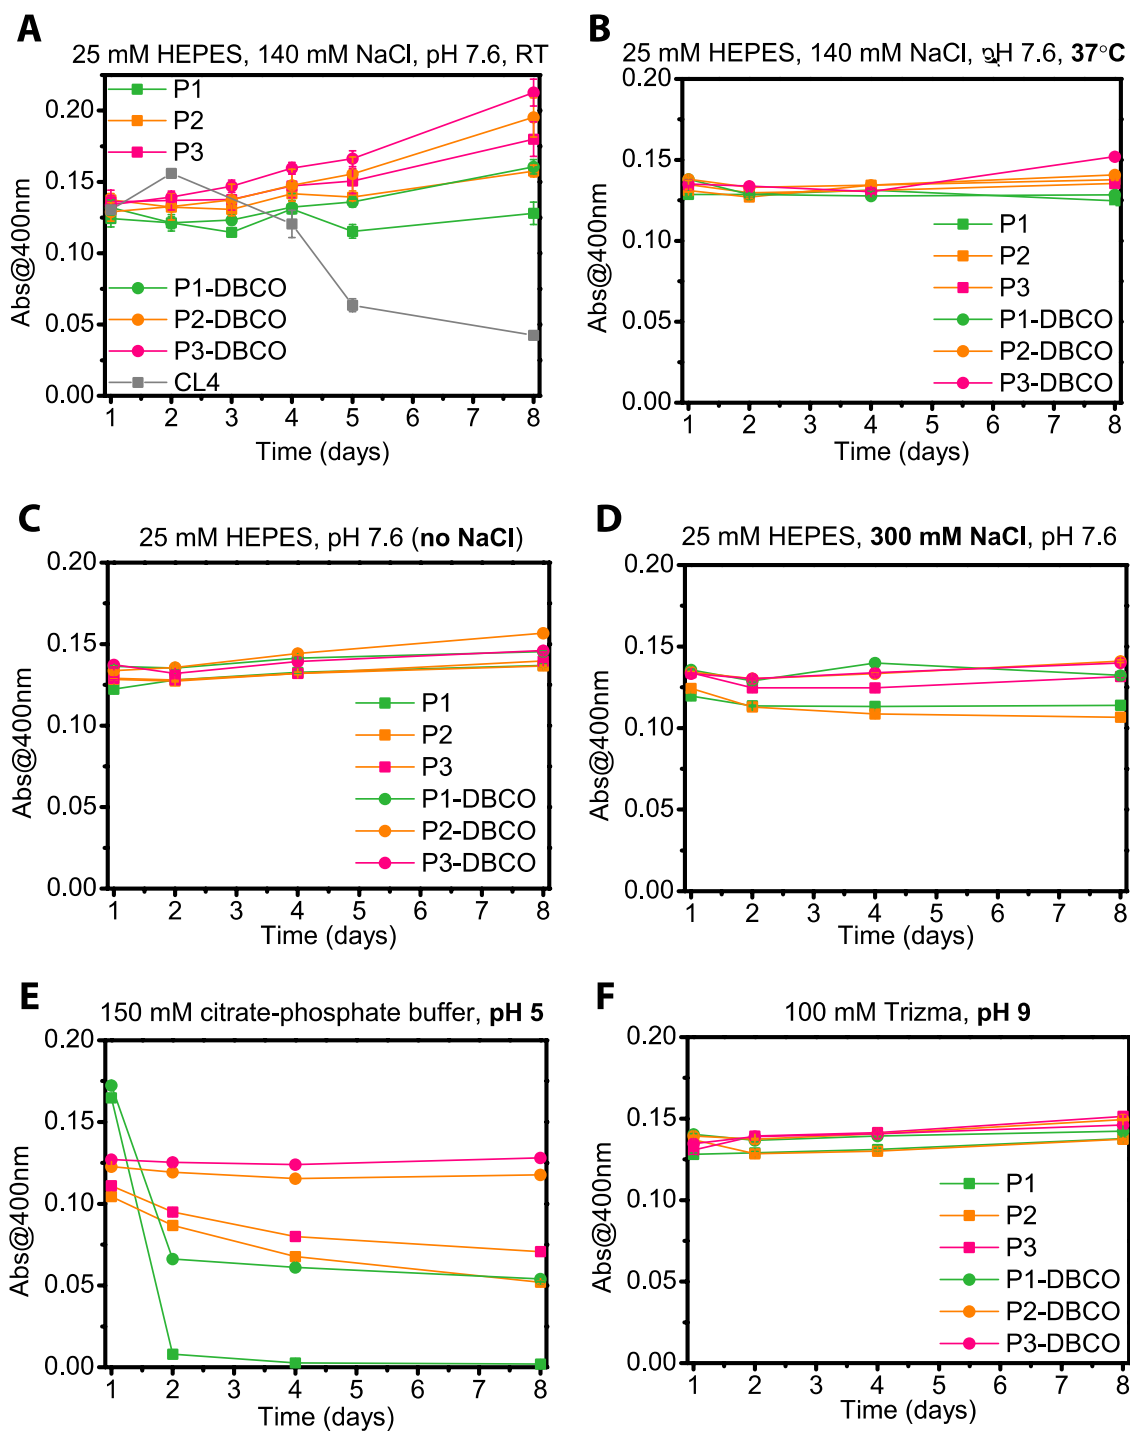 A
25 mM HEPES, 140 mM NaCl, pH 7.6, RT
Abs@400nm
0.20
0.15
0.10
0.05
0.00
P1
P2
P3
P1-DBCO
P2-DBCO
P3-DBCO
CL4
1 2 3 4 5 6 7 8
Time (days)
B
25 mM HEPES, 140 mM NaCl, pH 7.6, 37°C
Abs@400nm
0.20
0.15
0.10
0.05
0.00
P1
P2
P3
P1-DBCO
P2-DBCO
P3-DBCO
1 2 3 4 5 6 7 8
Time (days)
C
25 mM HEPES, pH 7.6 (no NaCl)
Abs@400nm
0.20
0.15
0.10
0.05
0.00
P1
P2
P3
P1-DBCO
P2-DBCO
P3-DBCO
1 2 3 4 5 6 7 8
Time (days)
D
25 mM HEPES, 300 mM NaCl, pH 7.6
Abs@400nm
0.20
0.15
0.10
0.05
0.00
1 2 3 4 5 6 7 8
Time (days)
E
150 mM citrate-phosphate buffer, pH 5
Abs@400nm
0.20
0.15
0.10
0.05
0.00
1 2 3 4 5 6 7 8
Time (days)
F
100 mM Trizma, pH 9
Abs@400nm
0.20
0.15
0.10
0.05
0.00
P1
P2
P3
P1-DBCO
P2-DBCO
P3-DBCO
1 2 3 4 5 6 7 8
Time (days)